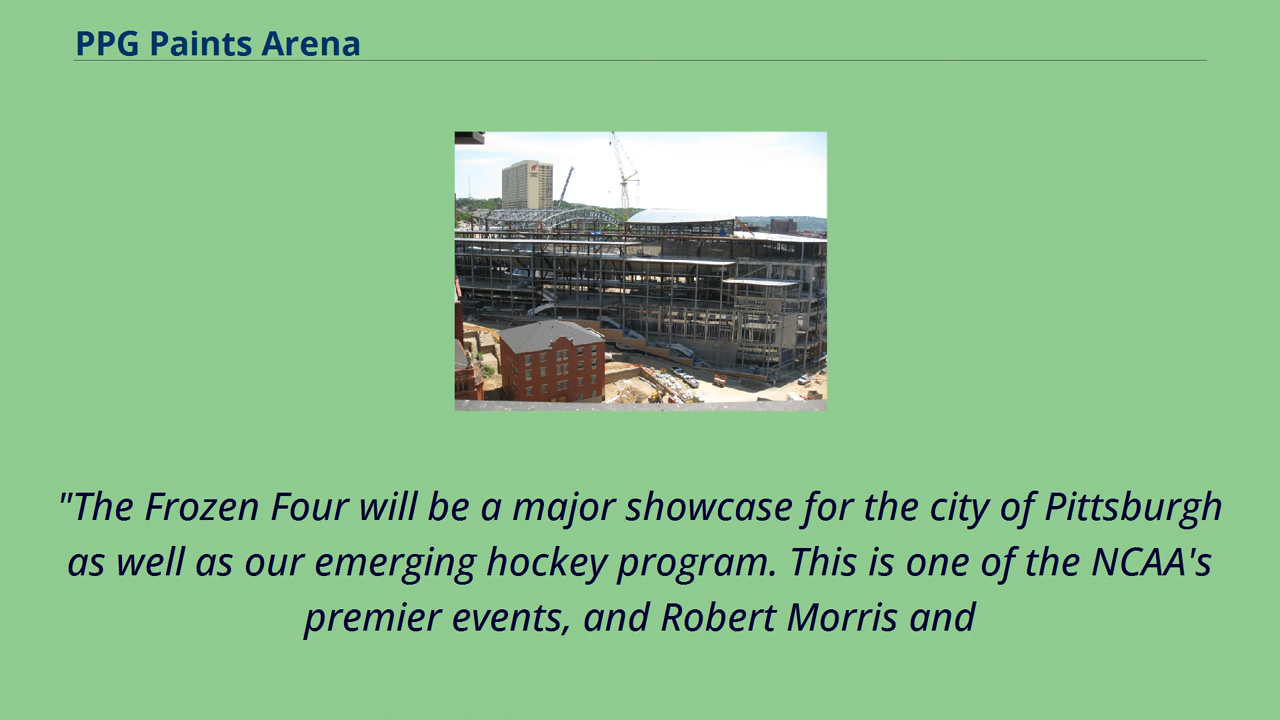 PPG Paints Arena
"The Frozen Four will be a major showcase for the city of Pittsburgh
as well as our emerging hockey program. This is one of the NCAA's
premier events, and Robert Morris and